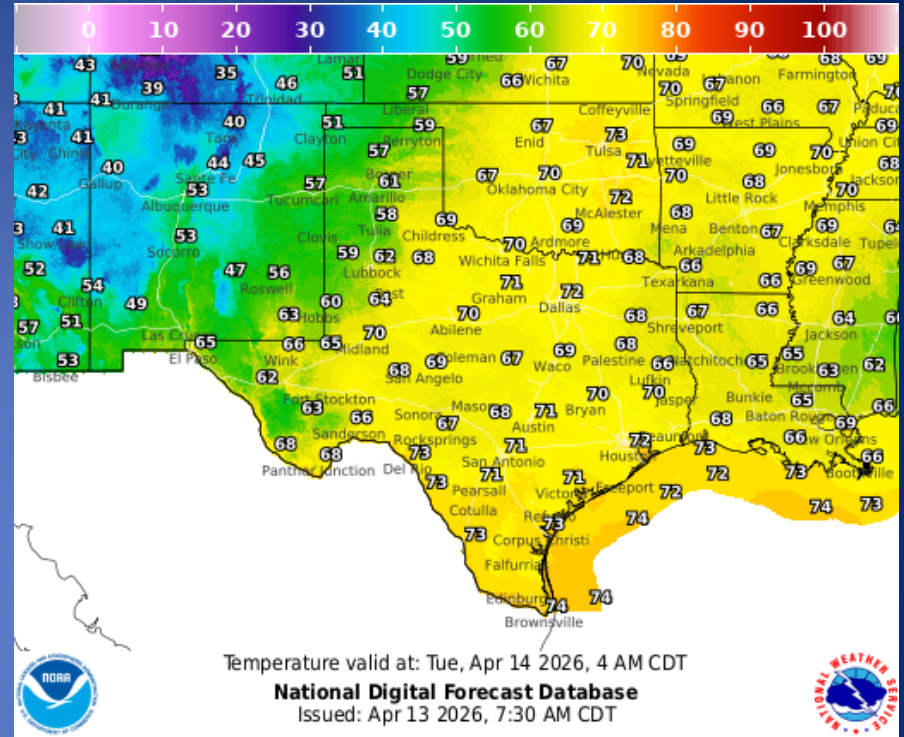 0 10 20 30 40 50 60 70 80 90 100
43 35 51 59 67 70 69 67 68 69
Lamar Dodge City Wichita Nevada Lebanon Farmington
39 46 57 66 70
41 41 Durango Trinidad Liberal Coffeyville Springfield 66 67
40 51 59 67 73 69 West Plains 69
41 Taos Clayton Perryton Enid Tulsa 69 69 70 Union City
40 44 45 57 67 70 71 70 68 Jonesboro 68
Gallup Santa Fe 57 61 Oklahoma City Little Rock 70 Jackson
42 53 Tucumcari Amarillo 72 Memphis
Albuquerque 58 69 69 McAlester 68 69
41 53 Clovis Tulia Childress Ardmore Mena Benton 67 Clarksdale
Socorro 59 62 68 70 71 68 Arkadelphia
52 47 56 Lubbock Wichita Falls 66 69 67
54 Roswell 71 Texarkana 66 Greenwood
Clifton 49 60 64 Graham 72
51 63 Hobbs 70 Dallas 68 67 66 64
57 Las Cruces Abilene Shreveport Jackson
65 66 65 70 69 68
53 El Paso Wink Midland 69 Coleman 67 Waco Palestine 66 Natchitoches 65 65 63 62
Bisbee 62 68 San Angelo Lufkin Brookhaven
Fort Stockton 70 70 Mccomb
63 66 Sonora Mason 68 71 Bryan Jasper Bunkie 65 66
Sanderson 67 Austin 68 Baton Rouge 69
68 68 Rocksprings 71 72 Beaumont 73 66 New Orleans
Panther Junction Del Rio 73 San Antonio Houston 66
73 71 71 72 73 Boothville
Pearsall Victoria Freeport 72
Cotulla 74 74 73
73 Refugio 73
Corpus Christi
Falfurrias
Edinburg 74 74
Brownsville
Temperature valid at: Tue, Apr 14 2026, 4 AM CDT
National Digital Forecast Database
Issued: Apr 13 2026, 7:30 AM CDT
NOAA
NATIONAL WEATHER SERVICE